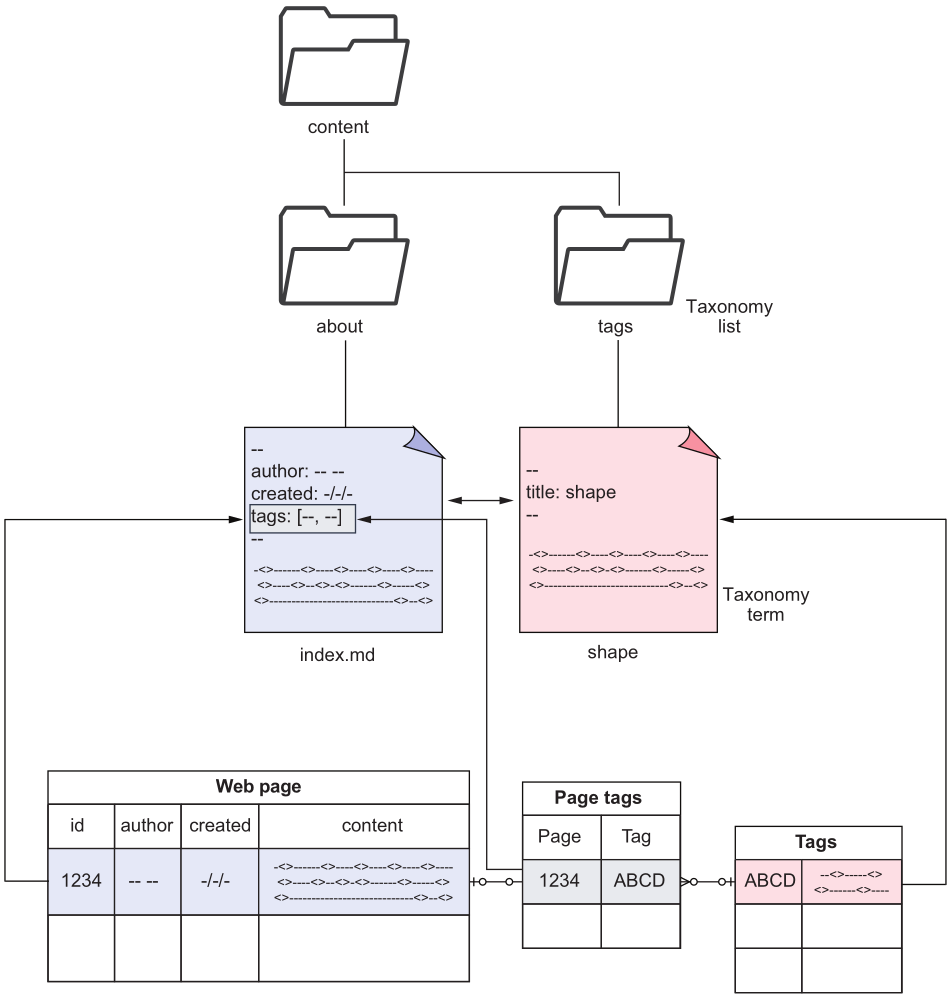 content
about
tags
Taxonomy
list
--
author: -- --
created: -/-/-
tags: [--, --]
--
-<>------<>----<>----<>----<>----
<>----<>--<>-<>------<>----<>
<>----------------------------<>--<>
index.md
--
title: shape
--
-<>------<>----<>----<>----<>----
<>----<>--<>-<>------<>----<>
<>----------------------------<>--<>
shape
Taxonomy
term
Web page
id author created content
1234 -- -- -/-/- -<>------<>----<>----<>----<>----
<>----<>--<>-<>------<>----<>
<>----------------------------<>--<>
Page tags
Page Tag
1234 ABCD
Tags
ABCD --<>-----<>
<>------<>----